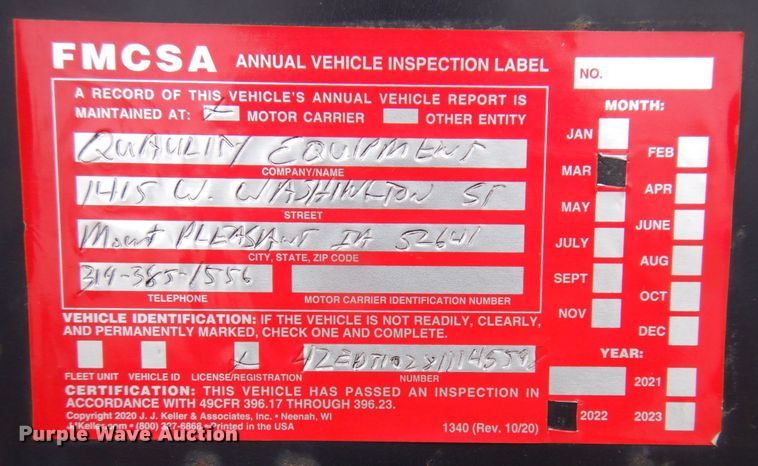 FMCSA ANNUAL VEHICLE INSPECTION LABEL
NO.
A RECORD OF THIS VEHICLE'S ANNUAL VEHICLE REPORT IS
MAINTAINED AT: MOTOR CARRIER OTHER ENTITY
EQUIPMENT
COMPANY/NAME
1415 W. WASHINGTON ST
STREET
Mount PLEASANT IA 52641
CITY, STATE, ZIP CODE
319-385-1556
TELEPHONE
MOTOR CARRIER IDENTIFICATION NUMBER
VEHICLE IDENTIFICATION: IF THE VEHICLE IS NOT READILY, CLEARLY,
AND PERMANENTLY MARKED, CHECK ONE AND COMPLETE.
X
FLEET UNIT VEHICLE ID LICENSE/REGISTRATION NUMBER
CERTIFICATION: THIS VEHICLE HAS PASSED AN INSPECTION IN
ACCORDANCE WITH 49CFR 396.17 THROUGH 396.23.
Copyright 2020 J. J. Keller & Associates, Inc. • Neenah, WI
JJKeller.com • (800) 327-6868 • Printed in the USA
1340 (Rev. 10/20)
MONTH:
JAN
FEB
MAR
APR
MAY
JUNE
JULY
AUG
SEPT
OCT
NOV
DEC
YEAR:
2021
2022 2023
Purple Wave Auction